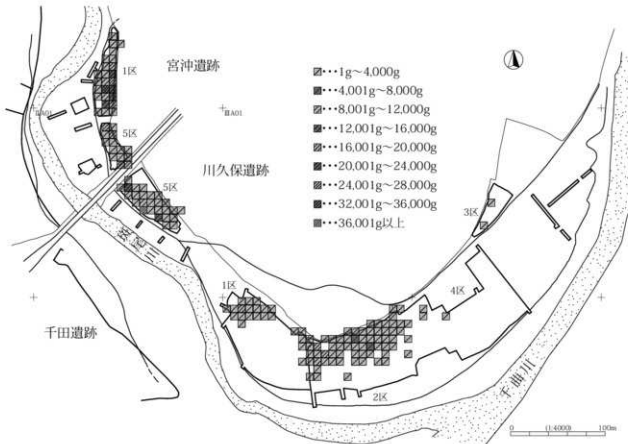 宮沖遺跡
1区
ⅢA01
5区
川久保遺跡
5区
千田遺跡
1区
2区
3区
4区
千曲川
・・・1g～4,000g
・・・4,001g～8,000g
・・・8,001g～12,000g
・・・12,001g～16,000g
・・・16,001g～20,000g
・・・20,001g～24,000g
・・・24,001g～28,000g
・・・32,001g～36,000g
・・・36,001g以上
0 (1:4000) 100m